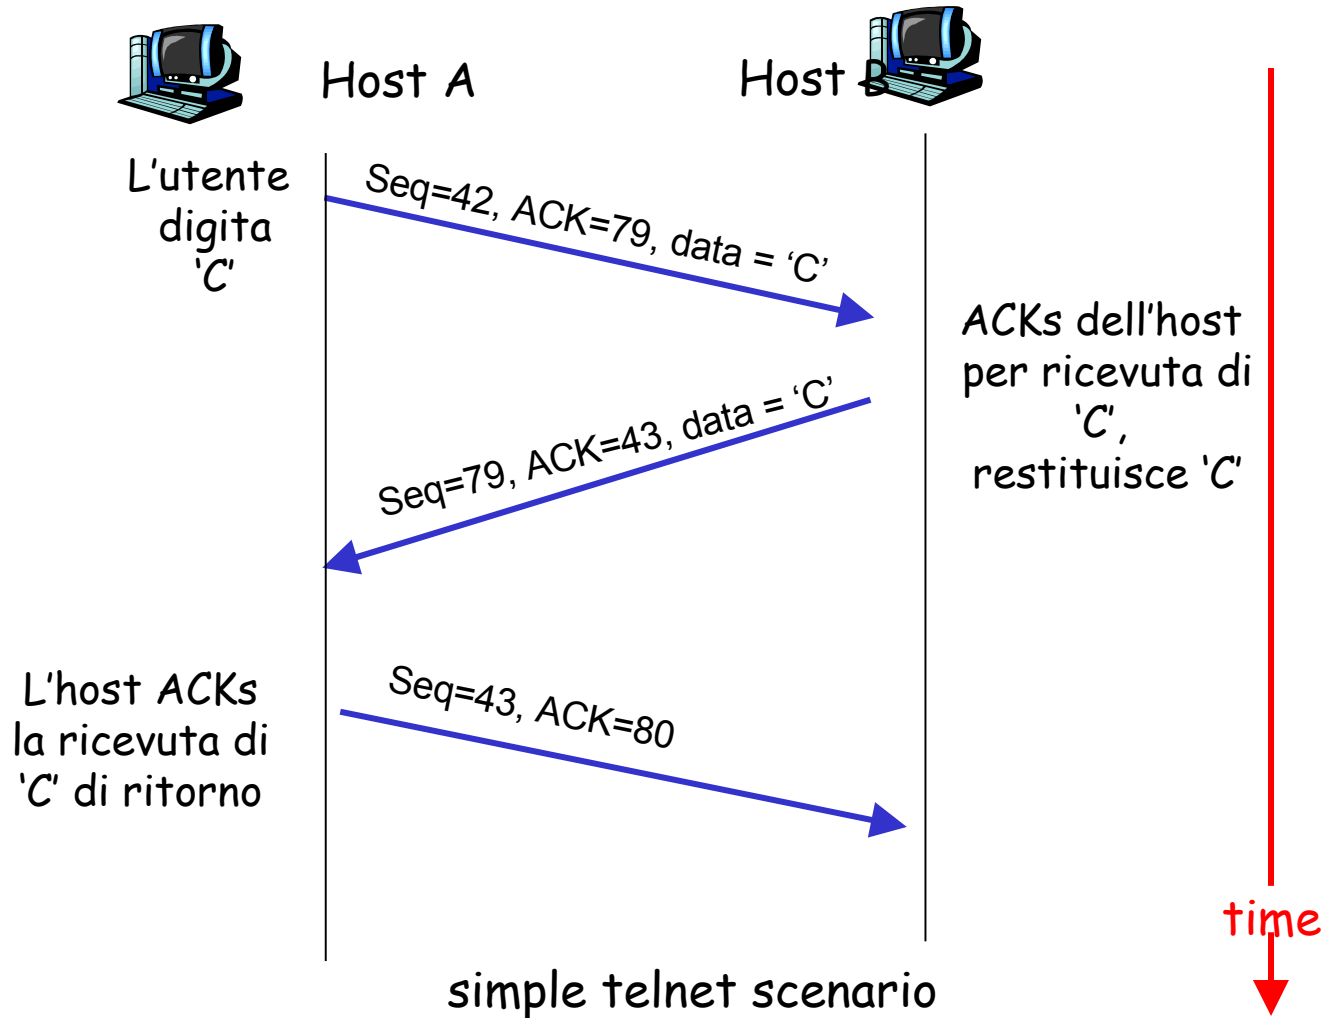 Host A
Host B
L'utente
digita
'C'
Seq=42, ACK=79, data = 'C'
ACKs dell'host
per ricevuta di
'C',
restituisce 'C'
Seq=79, ACK=43, data = 'C'
L'host ACKs
la ricevuta di
'C' di ritorno
Seq=43, ACK=80
time
simple telnet scenario